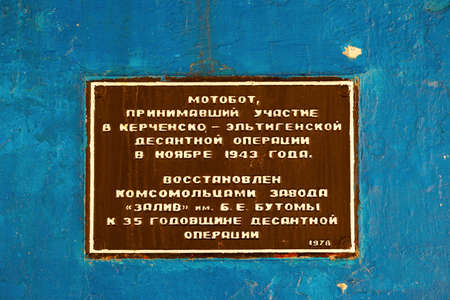 МОТОБОТ,
ПРИНИМАВШИЙ УЧАСТИЕ
В КЕРЧЕНСКО – ЭЛЬТИГЕНСКОЙ
ДЕСАНТНОЙ ОПЕРАЦИИ
В НОЯБРЕ 1943 ГОДА.
ВОССТАНОВЛЕН
КОМСОМОЛЬЦАМИ ЗАВОДА
«ЗАЛИВ» ИМ. Б.Е. БУТОМЫ
К 35 ГОДОВЩИНЕ ДЕСАНТНОЙ
ОПЕРАЦИИ
1978